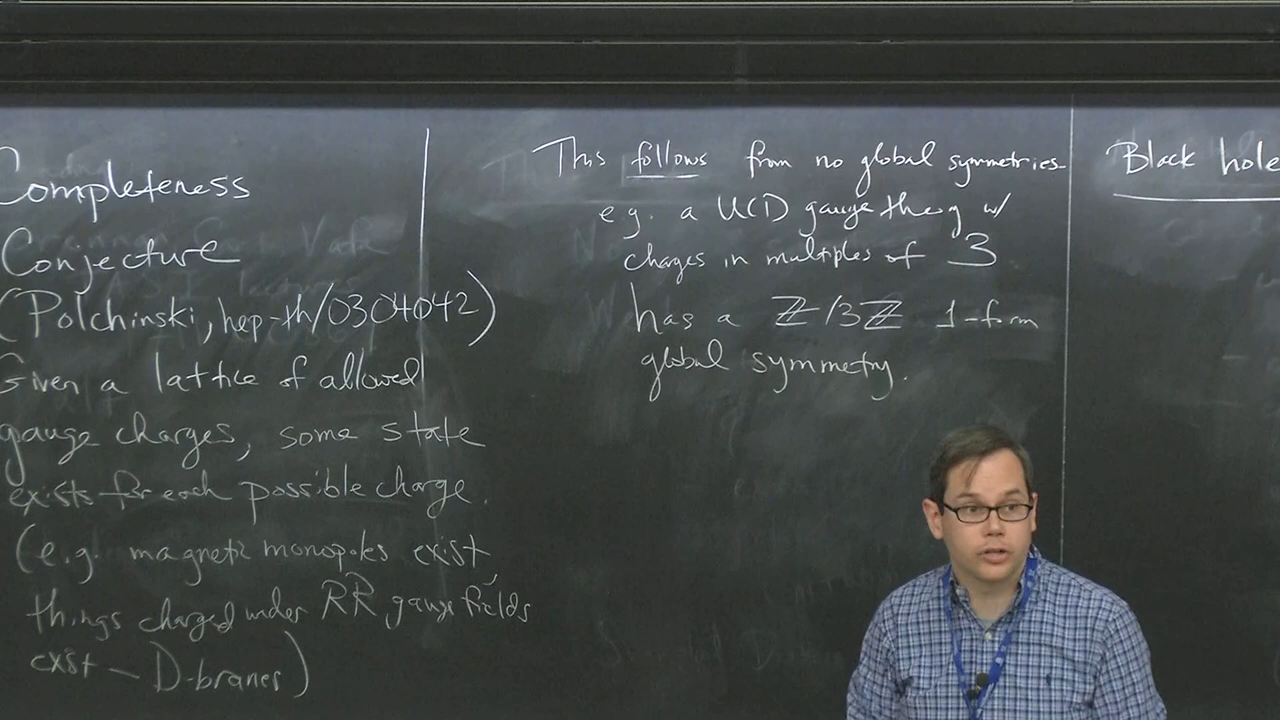 Completeness
Conjecture
(Polchinski, hep-th/0304042)
Given a lattice of allowed
gauge charges, some state
exists for each possible charge.
(e.g. magnetic monopoles exist
things charged under RR gauge fields
exist — D-branes)
This follows from no global symmetries
e.g. a U(1) gauge theory w/
charges in multiples of 3
has a ℤ/3ℤ 1-form
global symmetry.
Black hole